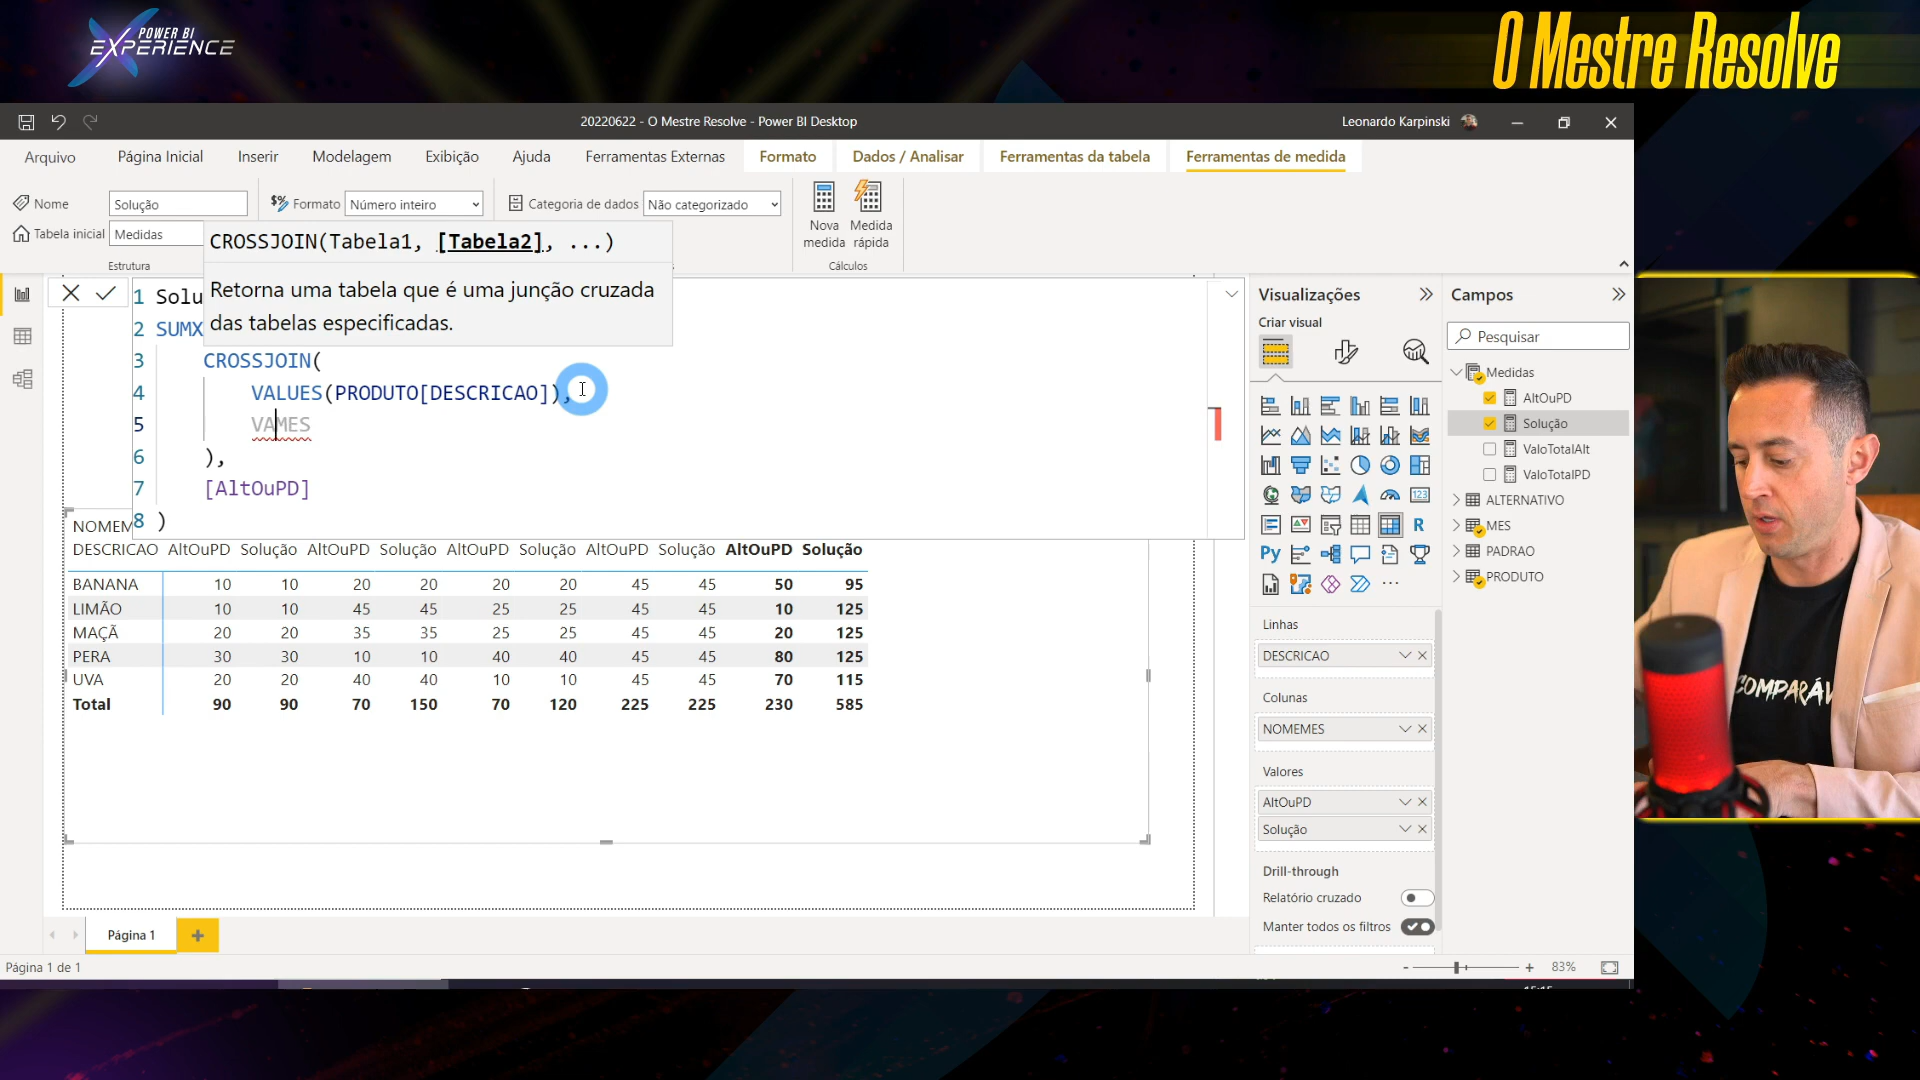 POWER BI
EXPERIENCE
O Mestre Resolve
20220622 - O Mestre Resolve - Power BI Desktop
Leonardo Karpinski
Arquivo
Página Inicial
Inserir
Modelagem
Exibição
Ajuda
Ferramentas Externas
Formato
Dados / Analisar
Ferramentas da tabela
Ferramentas de medida
Nome
Solução
Formato
Número inteiro
Categoria de dados
Não categorizado
Tabela inicial
Medidas
Nova medida
Medida rápida
Estrutura
Cálculos
CROSSJOIN(Tabela1, [Tabela2], ...)
Retorna uma tabela que é uma junção cruzada
das tabelas especificadas.
1 Solu
2 SUMX
3 CROSSJOIN(
4 VALUES(PRODUTO[DESCRICAO]),
5 VAMES
6 ),
7 [AltOuPD]
8 )
NOMEM
DESCRICAO AltOuPD Solução AltOuPD Solução AltOuPD Solução AltOuPD Solução AltOuPD Solução
BANANA 10 10 20 20 20 20 45 45 50 95
LIMÃO 10 10 45 45 25 25 45 45 10 125
MAÇÃ 20 20 35 35 25 25 45 45 20 125
PERA 30 30 10 10 40 40 45 45 80 125
UVA 20 20 40 40 10 10 45 45 70 115
Total 90 90 70 150 70 120 225 225 230 585
Visualizações
Criar visual
123
R
Py
Linhas
DESCRICAO
Colunas
NOMEMES
Valores
AltOuPD
Solução
Drill-through
Relatório cruzado
Manter todos os filtros
Campos
Pesquisar
Medidas
AltOuPD
Solução
ValoTotalAlt
ValoTotalPD
ALTERNATIVO
MES
PADRAO
PRODUTO
Página 1
Página 1 de 1
- + 83%